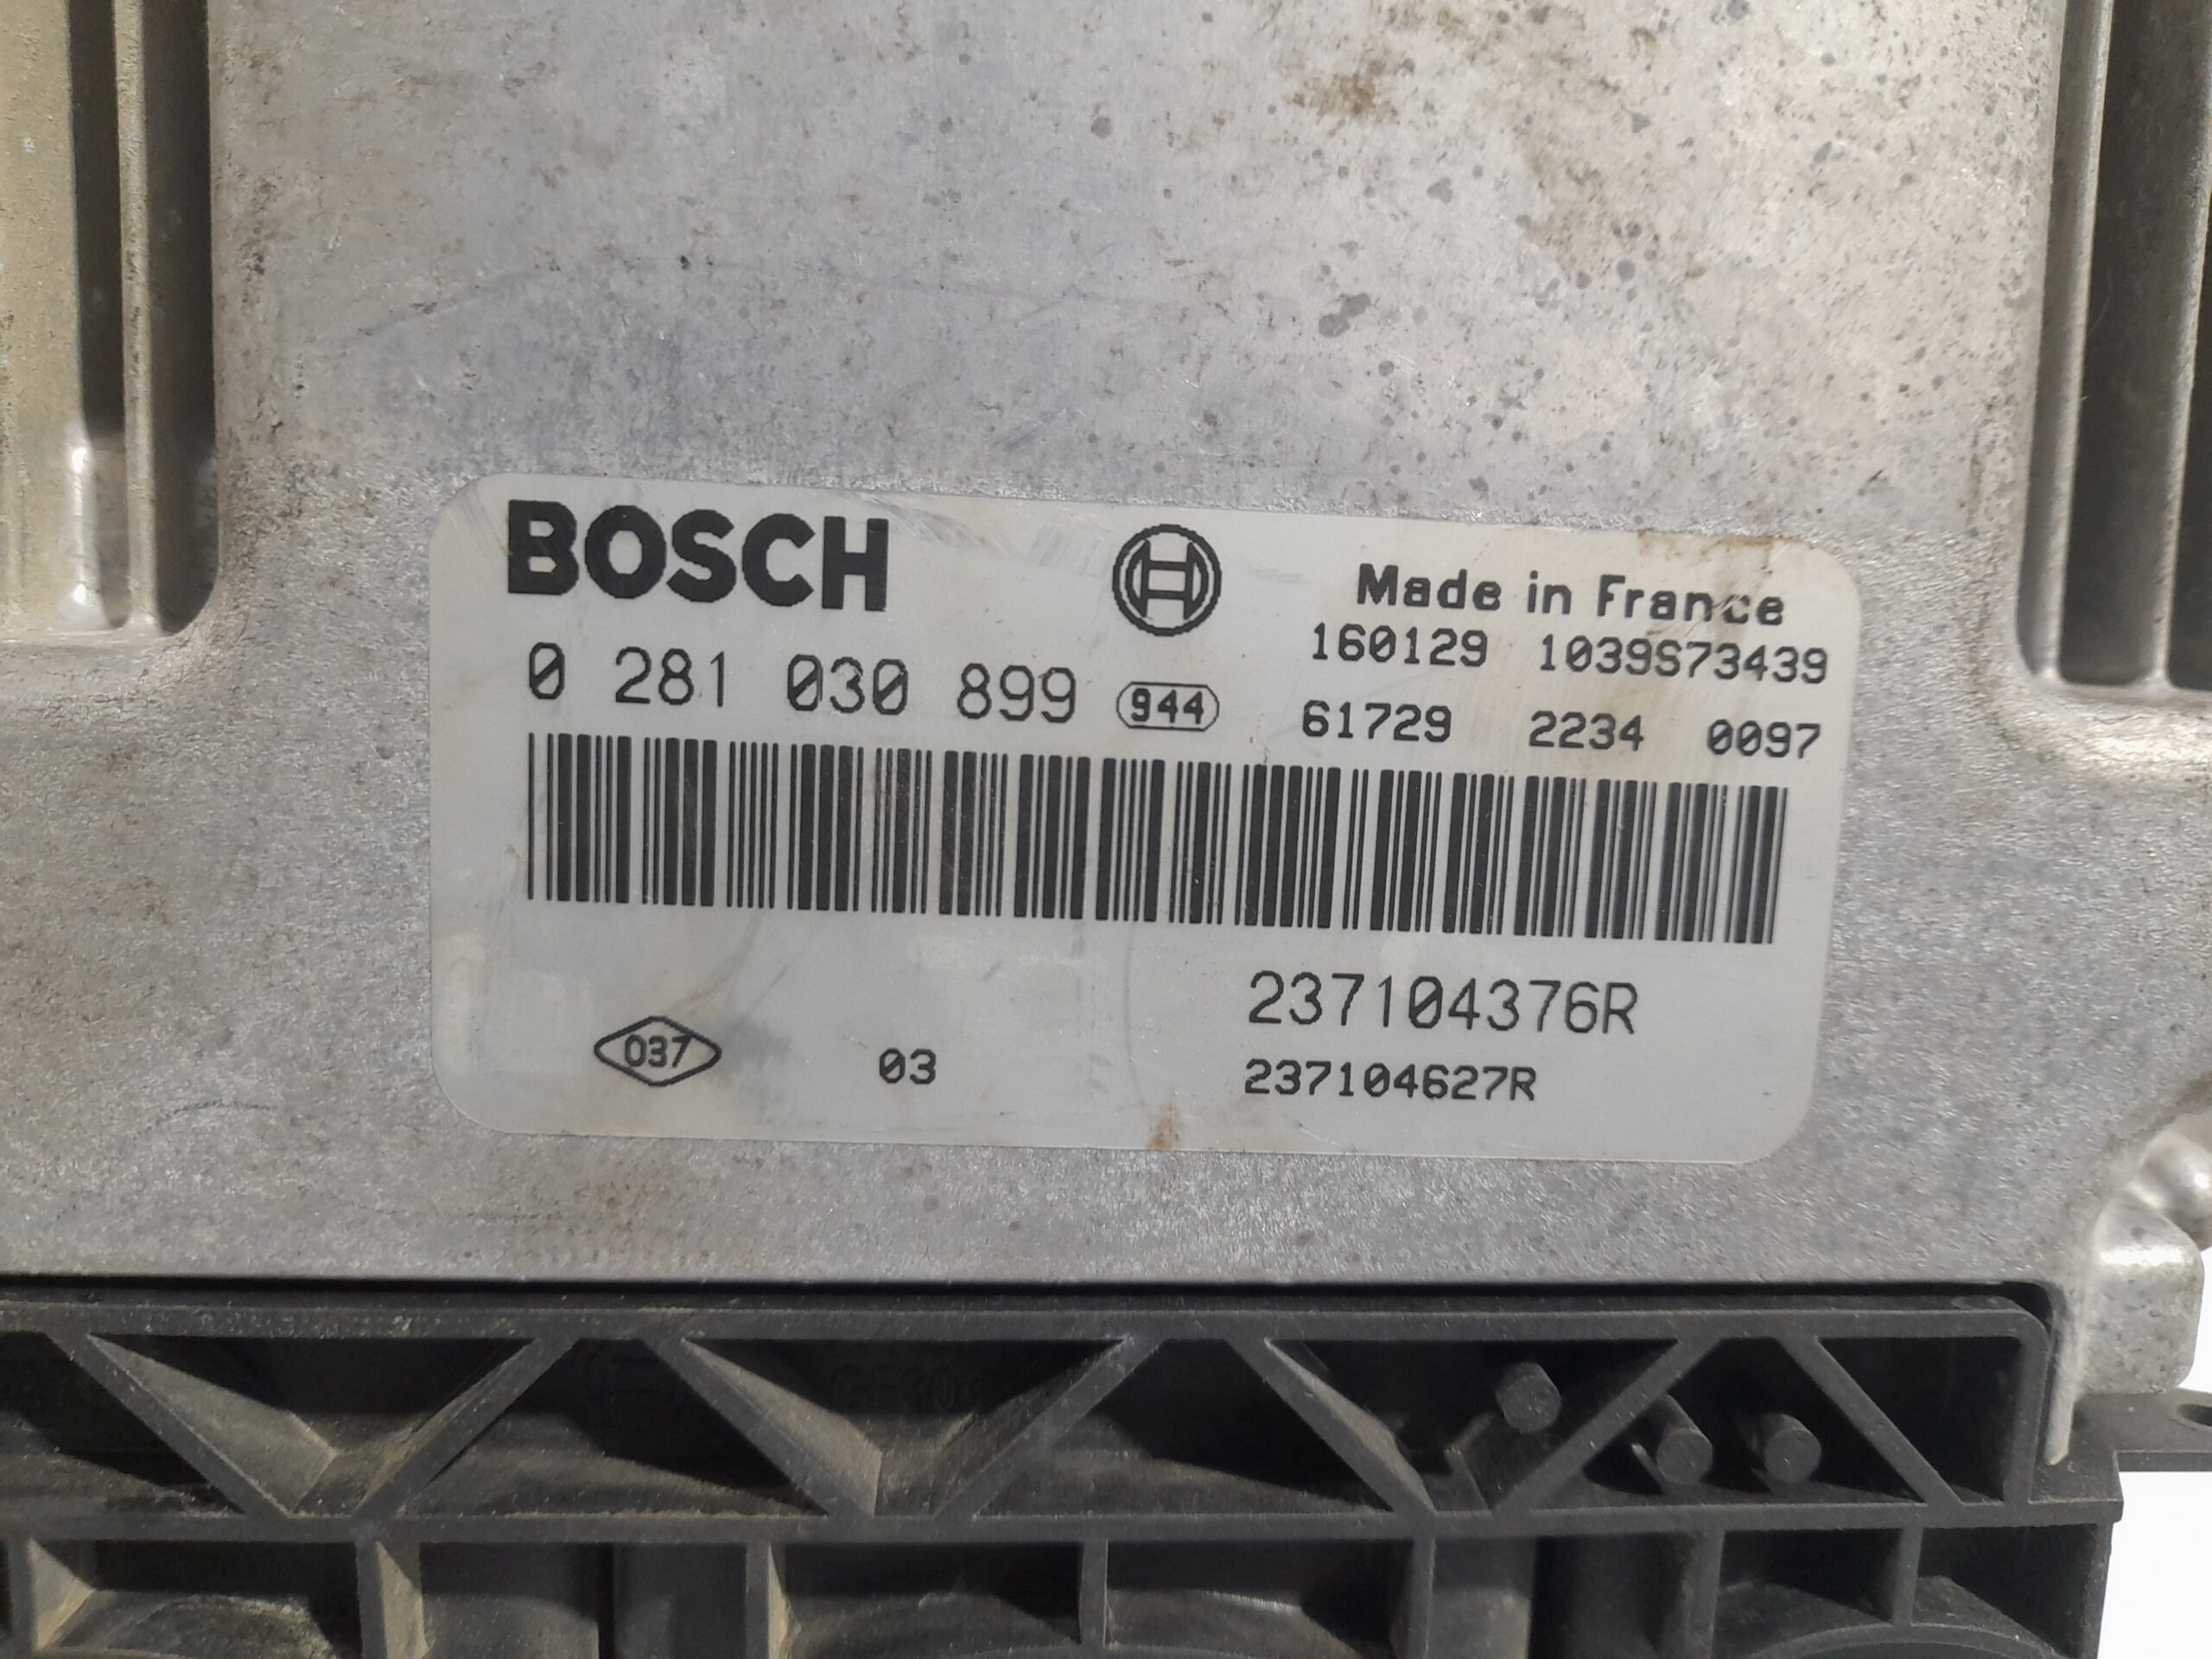 BOSCH
Made in France
160129 1039S73439
0 281 030 899 944
61729 2234 0097
237104376R
037 03
237104627R